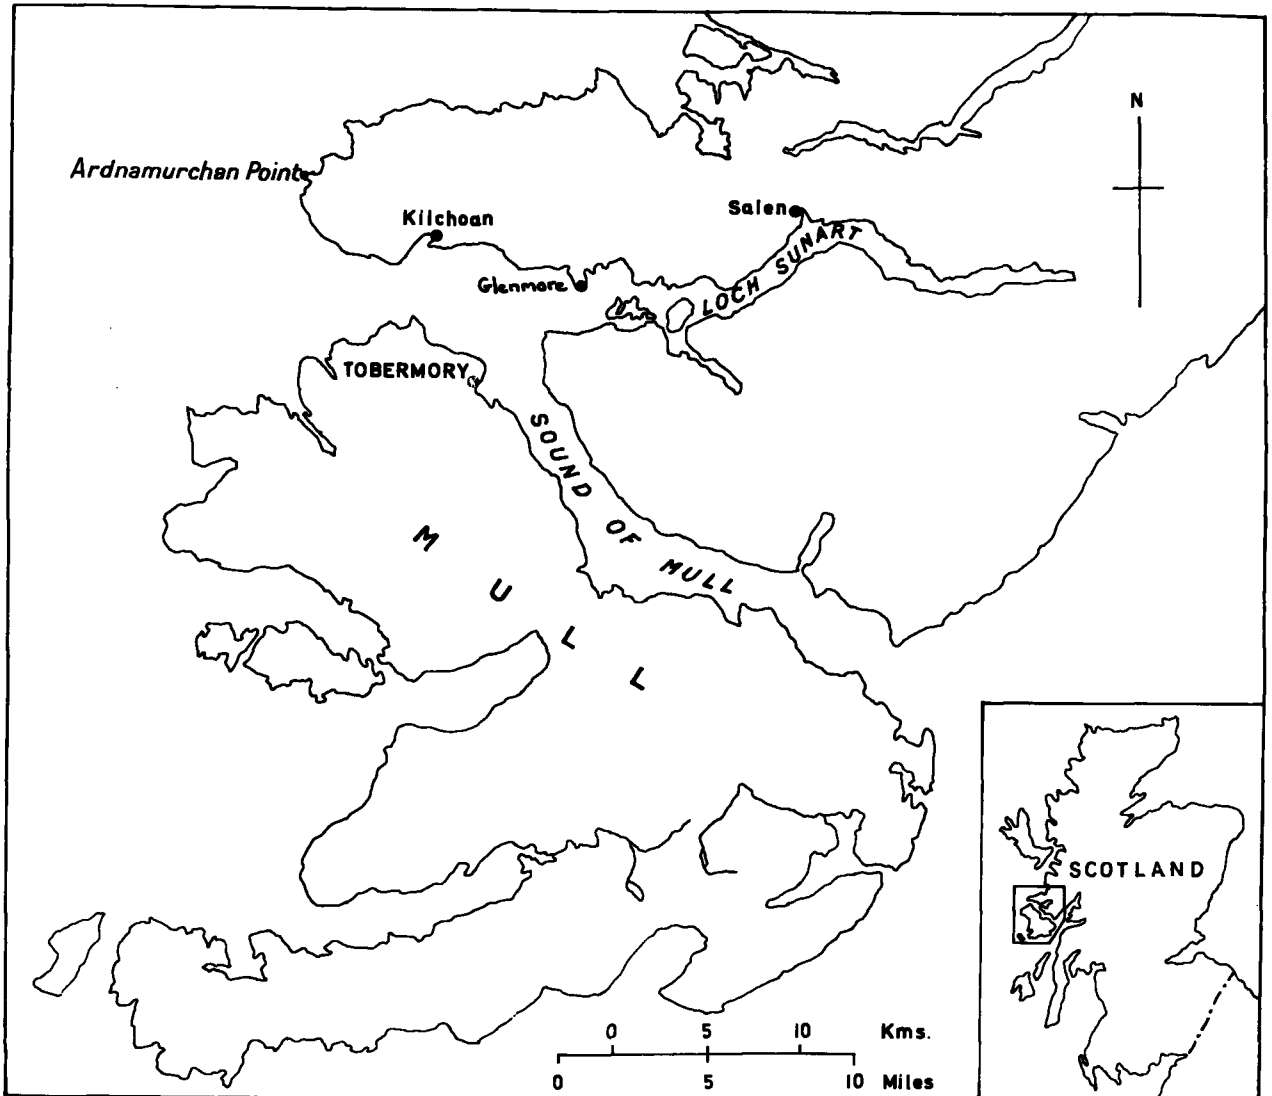 N
Ardnamurchan Point
Kilchoan
Salen
Glenmore
LOCH SUNART
TOBERMORY
SOUND OF MULL
MULL
SCOTLAND
0 5 10 Kms.
0 5 10 Miles